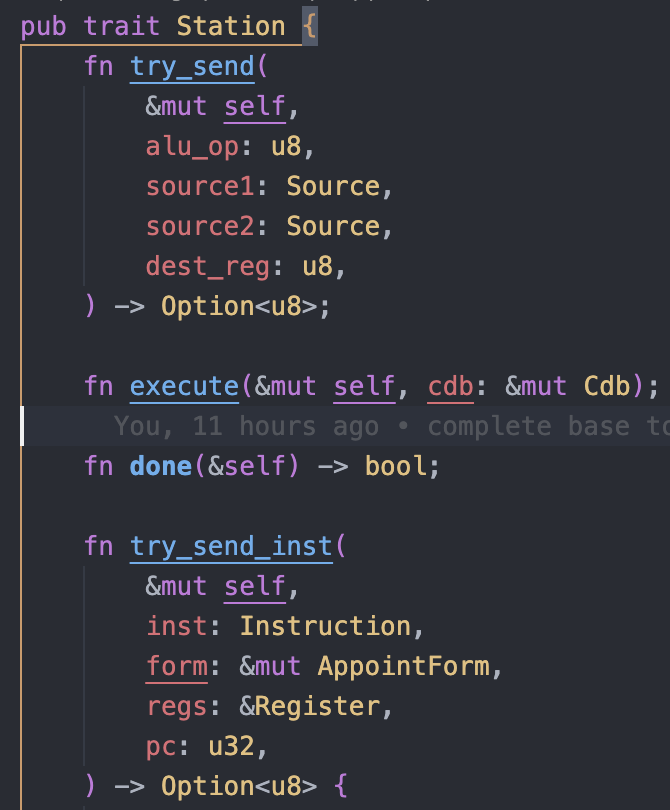 pub trait Station {
fn try_send(
&mut self,
alu_op: u8,
source1: Source,
source2: Source,
dest_reg: u8,
) -> Option<u8>;
fn execute(&mut self, cdb: &mut Cdb);
You, 11 hours ago • complete base
fn done(&self) -> bool;
fn try_send_inst(
&mut self,
inst: Instruction,
form: &mut AppointForm,
regs: &Register,
pc: u32,
) -> Option<u8> {